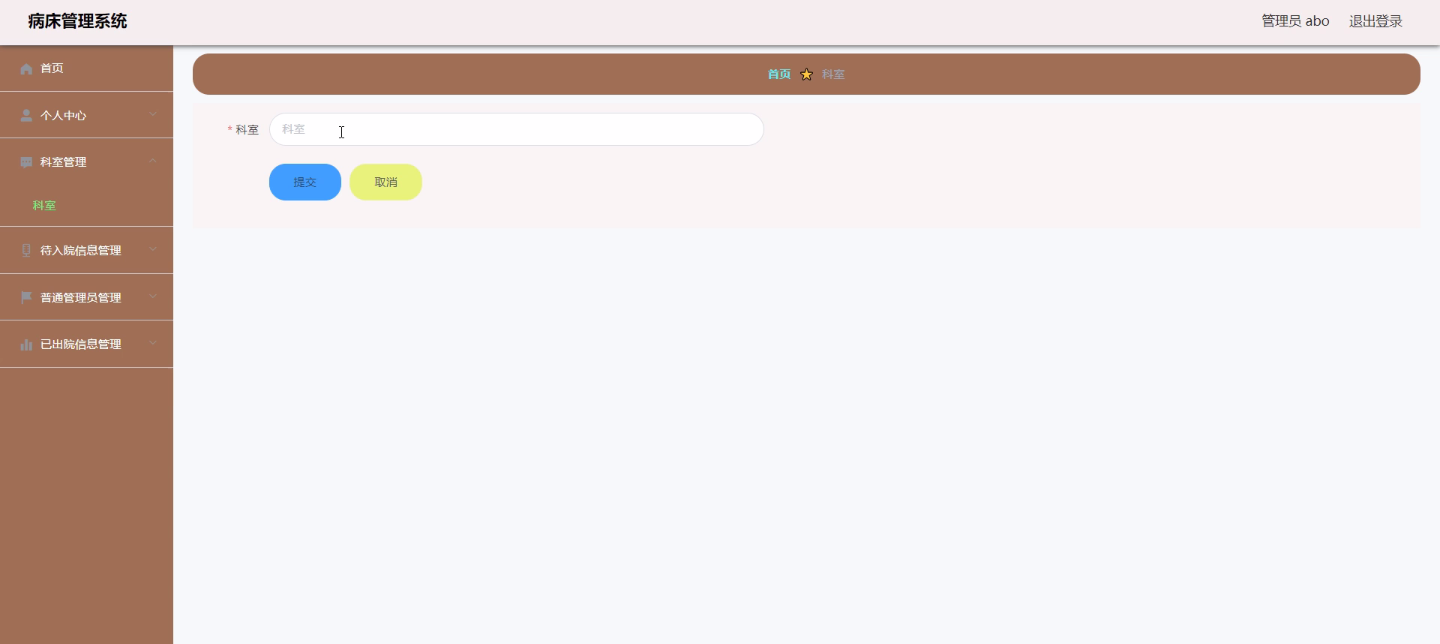 病床管理系统
管理员 abo 退出登录
首页
个人中心
科室管理
科室
待入院信息管理
普通管理员管理
已出院信息管理
首页 科室
* 科室 科室
提交 取消